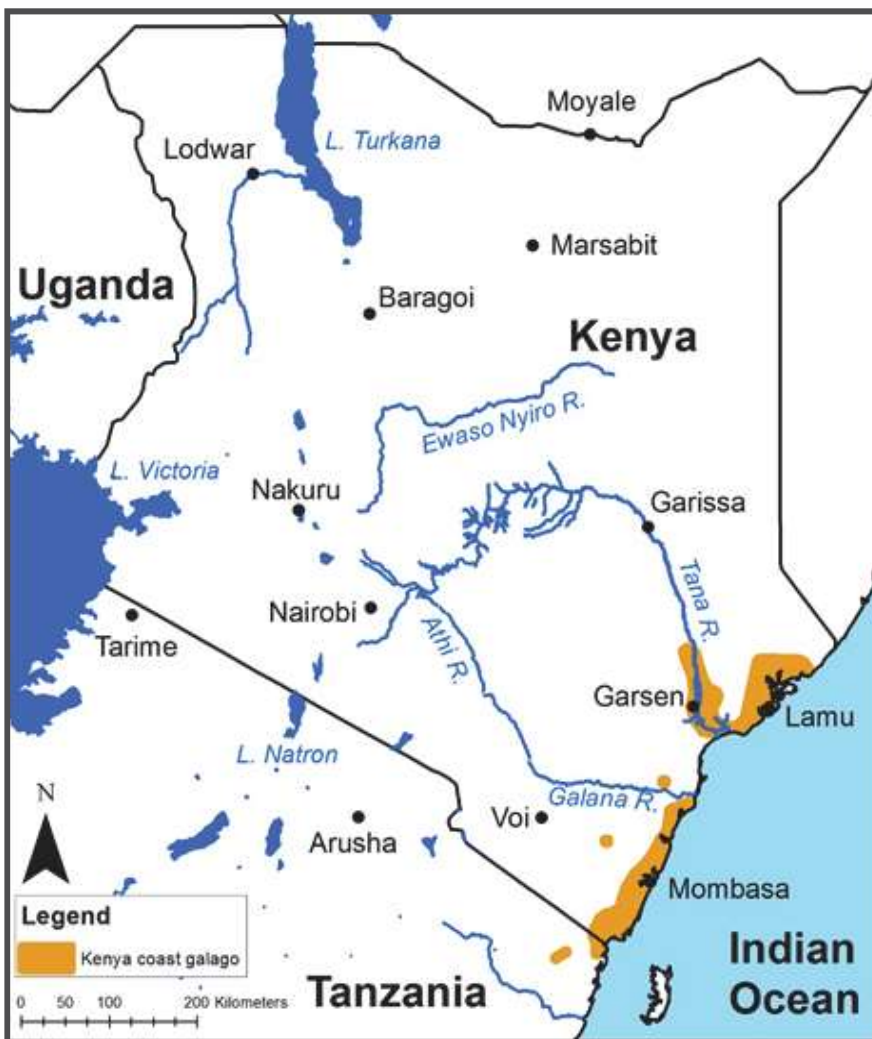 Moyale
L. Turkana
Lodwar
Marsabit
Uganda
Baragoi
Kenya
Ewaso Nyiro R.
L. Victoria
Nakuru
Garissa
Tana R.
Nairobi
Athi R.
Tarime
Garsen
Lamu
L. Natron
Galana R.
Voi
Arusha
N
Mombasa
Legend
Kenya coast galago
Indian
Ocean
Tanzania
0 50 100 200 Kilometers